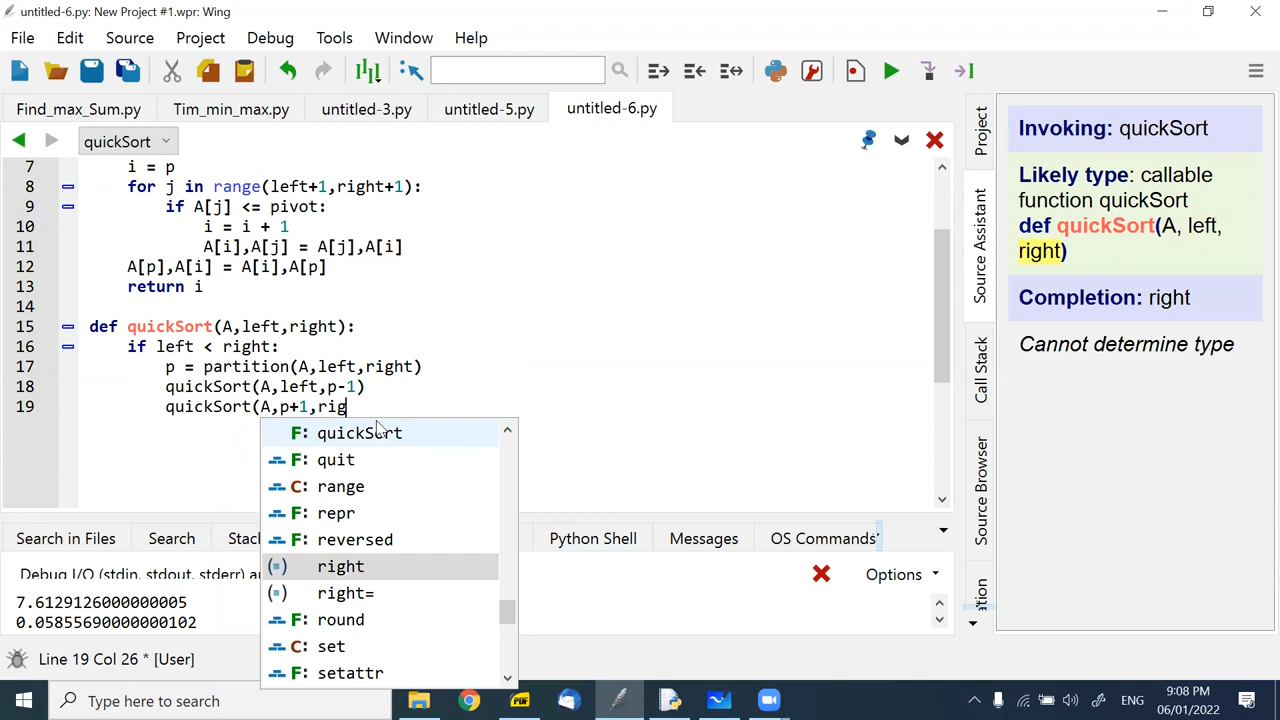 untitled-6.py: New Project #1.wpr: Wing
File Edit Source Project Debug Tools Window Help
Find_max_Sum.py Tim_min_max.py untitled-3.py untitled-5.py untitled-6.py
quickSort
7 i = p
8 for j in range(left+1,right+1):
9 if A[j] <= pivot:
10 i = i + 1
11 A[i],A[j] = A[j],A[i]
12 A[p],A[i] = A[i],A[p]
13 return i
14
15 def quickSort(A,left,right):
16 if left < right:
17 p = partition(A,left,right)
18 quickSort(A,left,p-1)
19 quickSort(A,p+1,rig
F: quickSort
F: quit
C: range
F: repr
F: reversed
(▪) right
(▪) right=
F: round
C: set
F: setattr
Project
Source Assistant
Call Stack
Source Browser
Invoking: quickSort
Likely type: callable
function quickSort
def quickSort(A, left,
right)
Completion: right
Cannot determine type
Search in Files Search Stac Python Shell Messages OS Commands
Debug I/O (stdin, stdout, stderr) a Options
7.6129126000000005
0.05855690000000102
Line 19 Col 26 * [User]
Type here to search
PDF
ENG
9:08 PM
06/01/2022